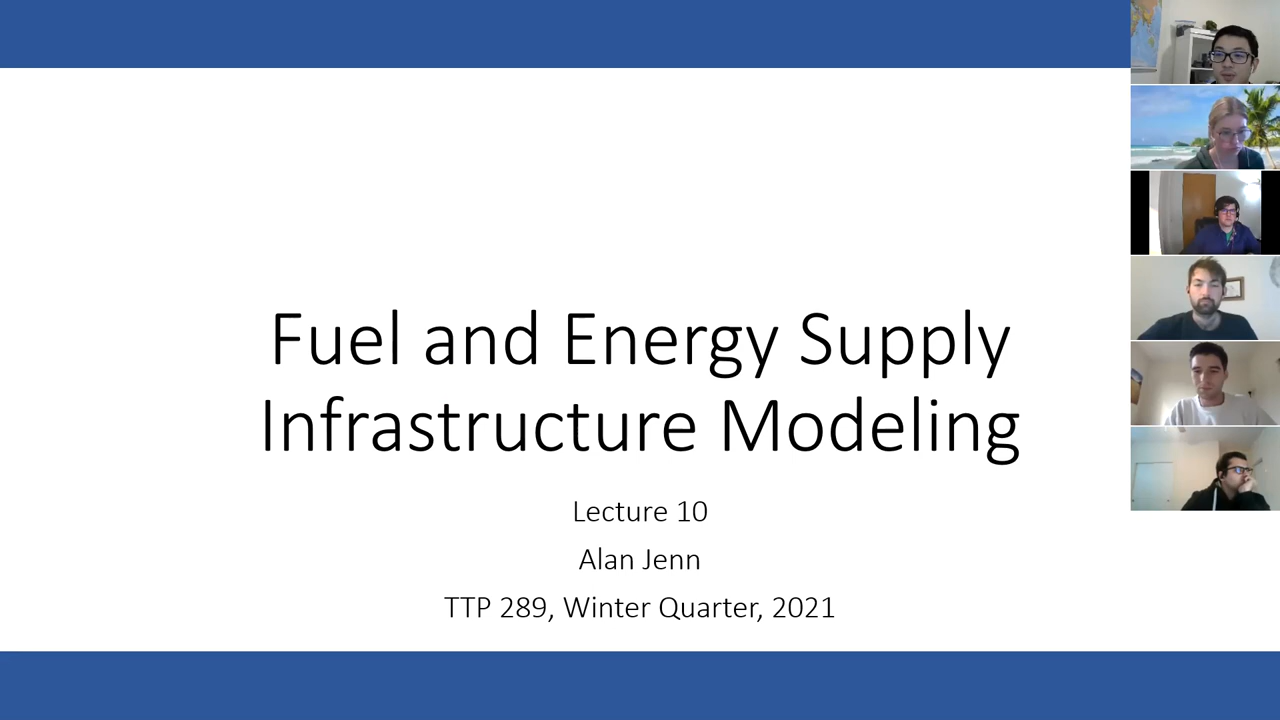 Fuel and Energy Supply
Infrastructure Modeling
Lecture 10
Alan Jenn
TTP 289, Winter Quarter, 2021